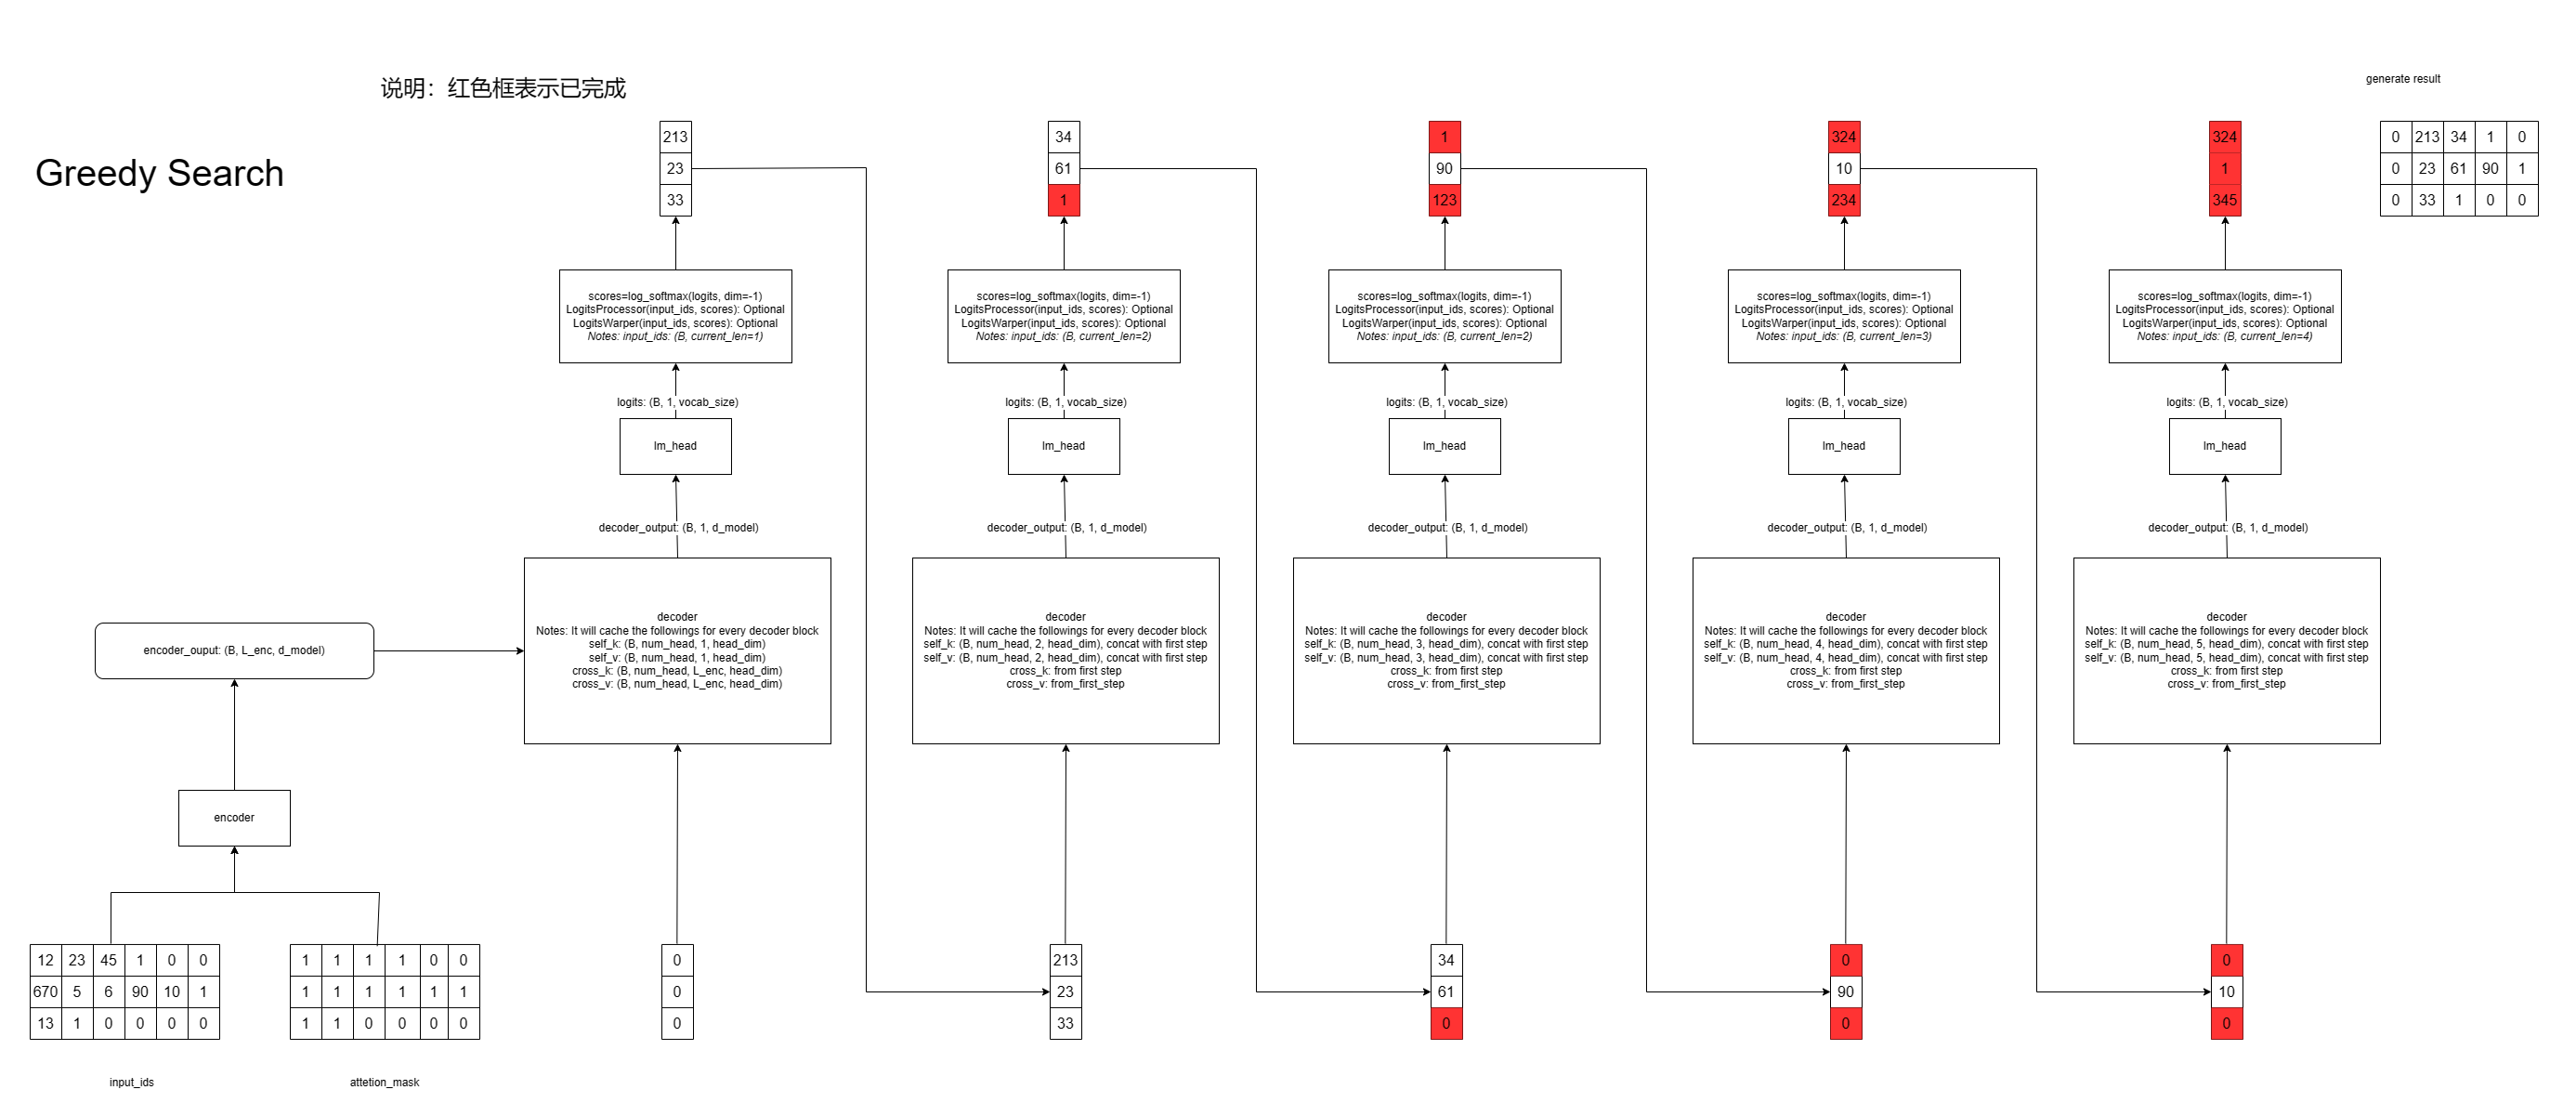 说明：红色框表示已完成
generate result
Greedy Search
213
23
33
34
61
1
1
90
123
324
10
234
324
1
345
0 213 34 1 0
0 23 61 90 1
0 33 1 0 0
scores=log_softmax(logits, dim=-1)
LogitsProcessor(input_ids, scores): Optional
LogitsWarper(input_ids, scores): Optional
Notes: input_ids: (B, current_len=1)
scores=log_softmax(logits, dim=-1)
LogitsProcessor(input_ids, scores): Optional
LogitsWarper(input_ids, scores): Optional
Notes: input_ids: (B, current_len=2)
scores=log_softmax(logits, dim=-1)
LogitsProcessor(input_ids, scores): Optional
LogitsWarper(input_ids, scores): Optional
Notes: input_ids: (B, current_len=2)
scores=log_softmax(logits, dim=-1)
LogitsProcessor(input_ids, scores): Optional
LogitsWarper(input_ids, scores): Optional
Notes: input_ids: (B, current_len=3)
scores=log_softmax(logits, dim=-1)
LogitsProcessor(input_ids, scores): Optional
LogitsWarper(input_ids, scores): Optional
Notes: input_ids: (B, current_len=4)
logits: (B, 1, vocab_size)
logits: (B, 1, vocab_size)
logits: (B, 1, vocab_size)
logits: (B, 1, vocab_size)
logits: (B, 1, vocab_size)
lm_head
lm_head
lm_head
lm_head
lm_head
decoder_output: (B, 1, d_model)
decoder_output: (B, 1, d_model)
decoder_output: (B, 1, d_model)
decoder_output: (B, 1, d_model)
decoder_output: (B, 1, d_model)
encoder_ouput: (B, L_enc, d_model)
decoder
Notes: It will cache the followings for every decoder block
self_k: (B, num_head, 1, head_dim)
self_v: (B, num_head, 1, head_dim)
cross_k: (B, num_head, L_enc, head_dim)
cross_v: (B, num_head, L_enc, head_dim)
decoder
Notes: It will cache the followings for every decoder block
self_k: (B, num_head, 2, head_dim), concat with first step
self_v: (B, num_head, 2, head_dim), concat with first step
cross_k: from first step
cross_v: from_first_step
decoder
Notes: It will cache the followings for every decoder block
self_k: (B, num_head, 3, head_dim), concat with first step
self_v: (B, num_head, 3, head_dim), concat with first step
cross_k: from first step
cross_v: from_first_step
decoder
Notes: It will cache the followings for every decoder block
self_k: (B, num_head, 4, head_dim), concat with first step
self_v: (B, num_head, 4, head_dim), concat with first step
cross_k: from first step
cross_v: from_first_step
decoder
Notes: It will cache the followings for every decoder block
self_k: (B, num_head, 5, head_dim), concat with first step
self_v: (B, num_head, 5, head_dim), concat with first step
cross_k: from first step
cross_v: from_first_step
encoder
12 23 45 1 0 0
670 5 6 90 10 1
13 1 0 0 0 0
1 1 1 1 0 0
1 1 1 1 1 1
1 1 0 0 0 0
0
0
0
213
23
33
34
61
0
0
90
0
0
10
0
input_ids
attetion_mask